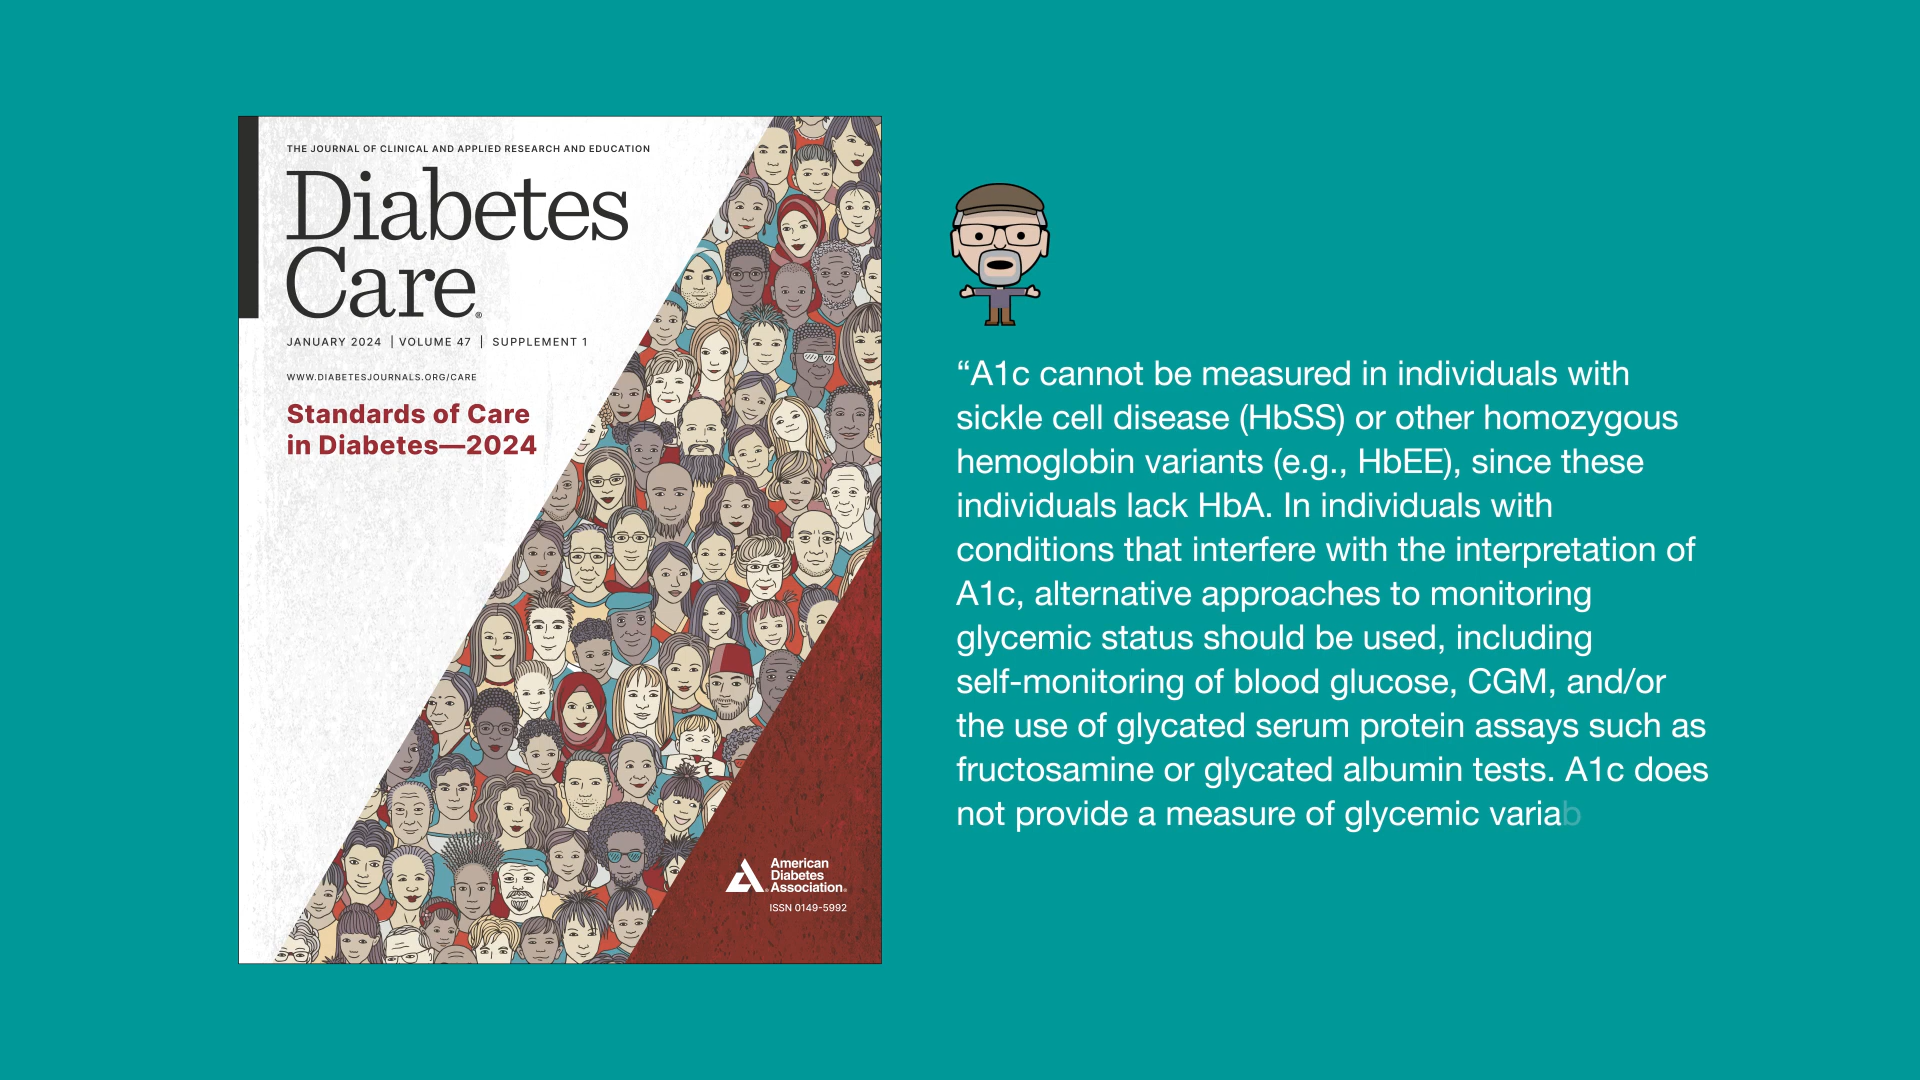 THE JOURNAL OF CLINICAL AND APPLIED RESEARCH AND EDUCATION
Diabetes
Care®
JANUARY 2024 | VOLUME 47 | SUPPLEMENT 1
WWW.DIABETESJOURNALS.ORG/CARE
Standards of Care
in Diabetes—2024
American
Diabetes
Association®
ISSN 0149-5992
“A1c cannot be measured in individuals with
sickle cell disease (HbSS) or other homozygous
hemoglobin variants (e.g., HbEE), since these
individuals lack HbA. In individuals with
conditions that interfere with the interpretation of
A1c, alternative approaches to monitoring
glycemic status should be used, including
self-monitoring of blood glucose, CGM, and/or
the use of glycated serum protein assays such as
fructosamine or glycated albumin tests. A1c does
not provide a measure of glycemic variab